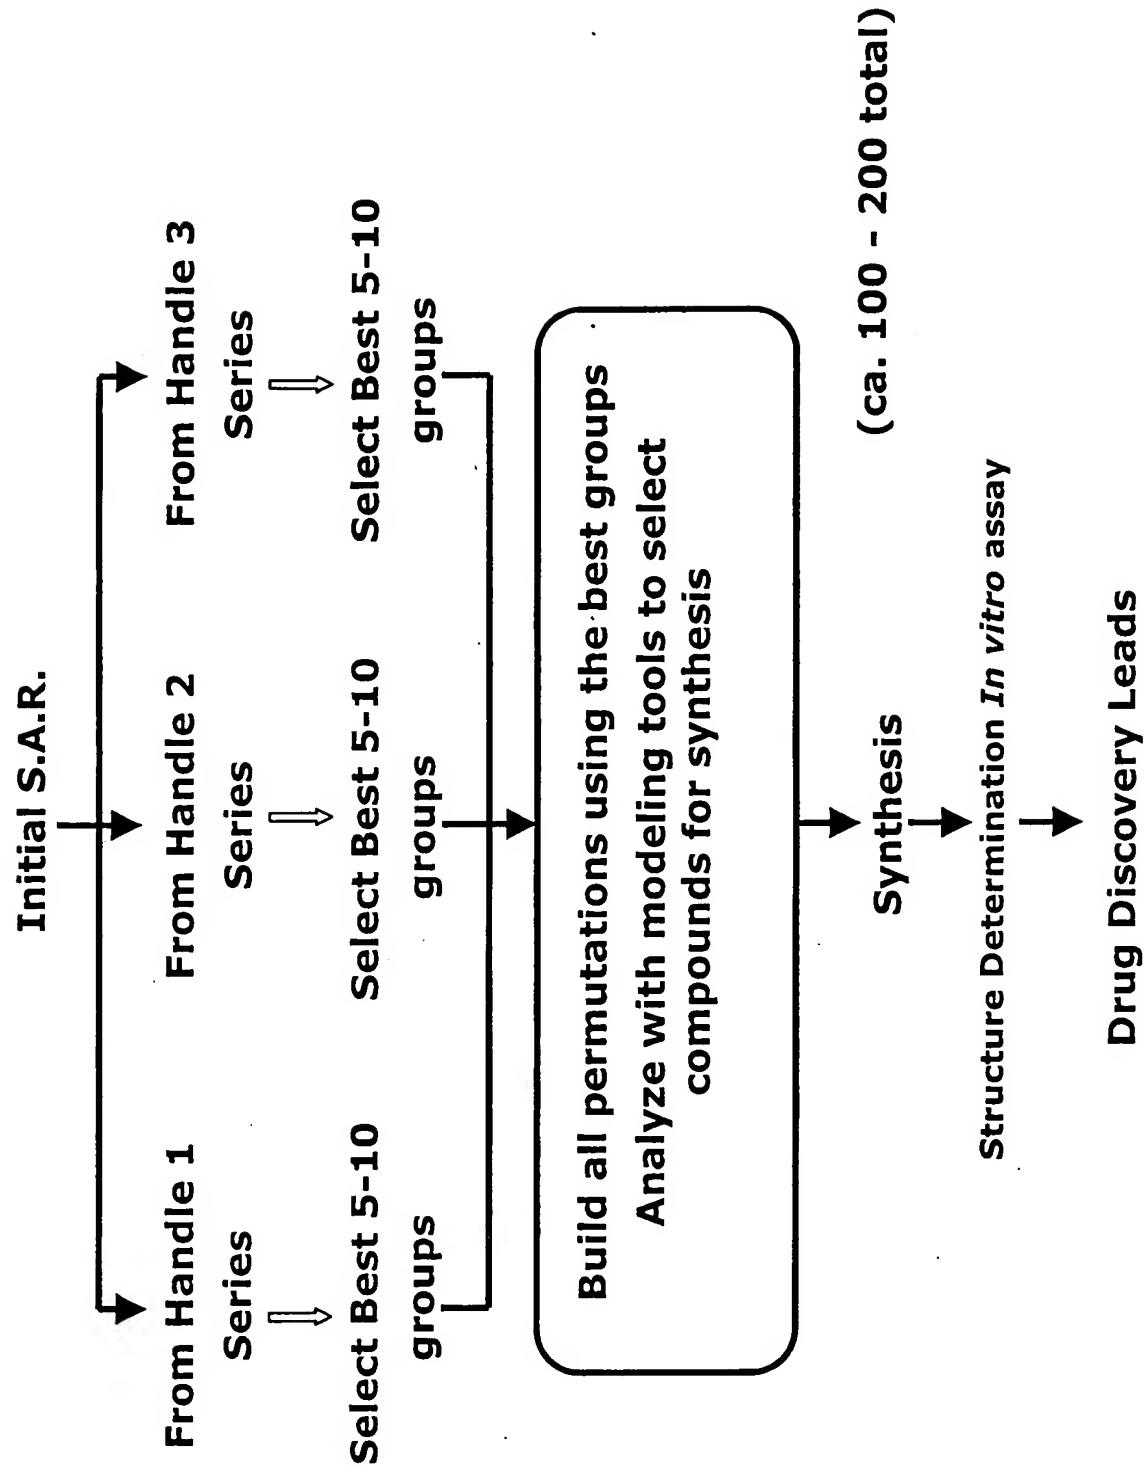 Initial S.A.R.
From Handle 1
Series
Select Best 5-10
groups
From Handle 2
Series
Select Best 5-10
groups
From Handle 3
Series
Select Best 5-10
groups
Build all permutations using the best groups
Analyze with modeling tools to select
compounds for synthesis
Synthesis
(ca. 100 - 200 total)
Structure Determination In vitro assay
Drug Discovery Leads